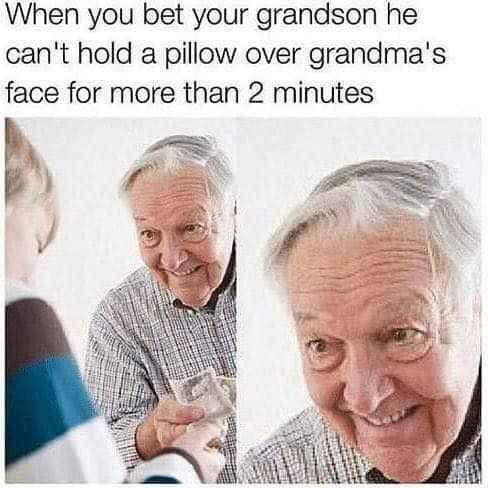 When you bet your grandson he
can't hold a pillow over grandma's
face for more than 2 minutes